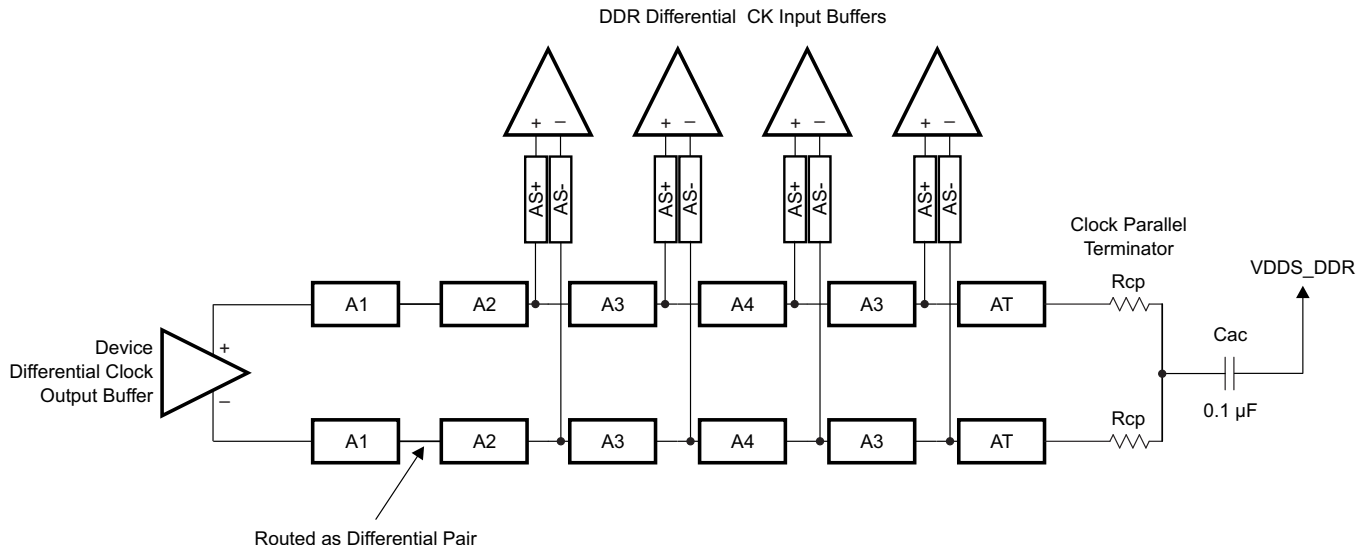 DDR Differential CK Input Buffers
+ –
+ –
+ –
+ –
AS+
AS-
AS+
AS-
AS+
AS-
AS+
AS-
Clock Parallel
Terminator
VDDS_DDR
A1
A2
A3
A4
A3
AT
Rcp
Device
Differential Clock
Output Buffer
+
–
Cac
0.1 µF
A1
A2
A3
A4
A3
AT
Rcp
Routed as Differential Pair